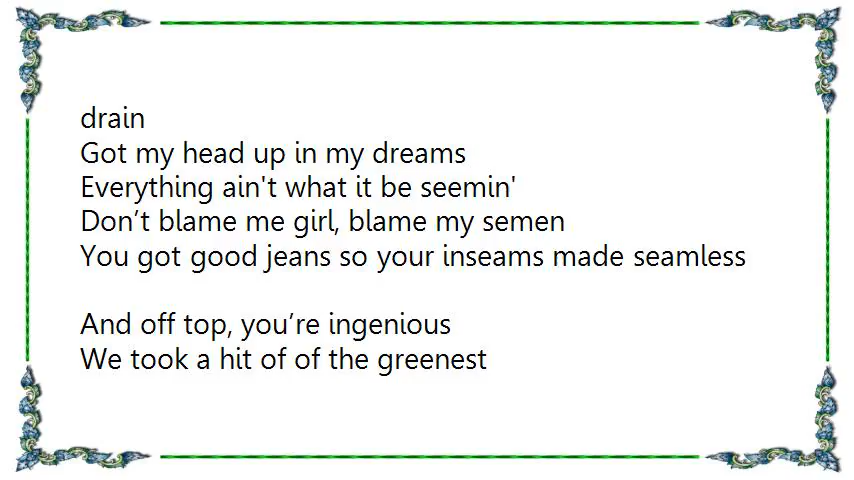 drain
Got my head up in my dreams
Everything ain't what it be seemin'
Don’t blame me girl, blame my semen
You got good jeans so your inseams made seamless
And off top, you’re ingenious
We took a hit of of the greenest